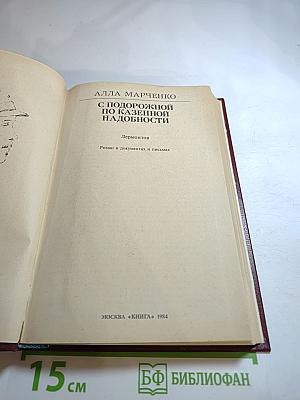 АЛЛА МАРЧЕНКО
С ПОДОРОЖНОЙ
ПО КАЗЕННОЙ
НАДОБНОСТИ
Лермонтов
Роман в документах и письмах
МОСКВА «КНИГА» 1984
15 см
БФ БИБЛИОФАН